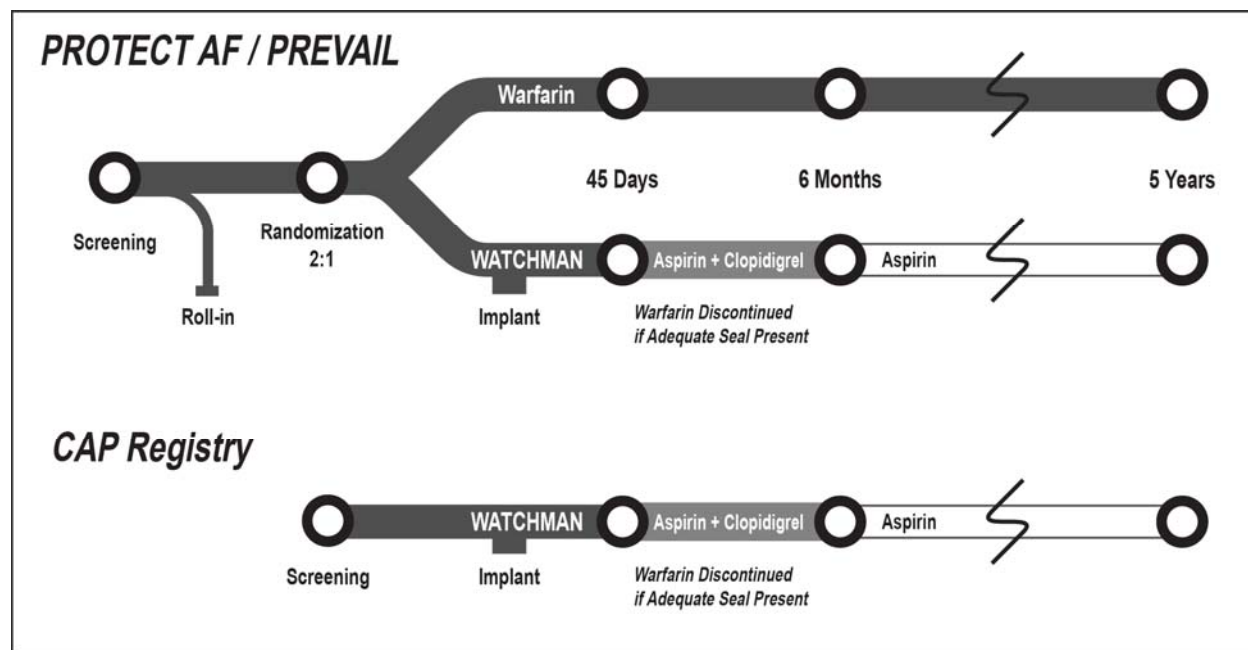 PROTECT AF / PREVAIL
Warfarin
45 Days
6 Months
5 Years
Screening
Randomization
2:1
Roll-in
WATCHMAN
Aspirin + Clopidigrel
Aspirin
Implant
Warfarin Discontinued
if Adequate Seal Present
CAP Registry
WATCHMAN
Aspirin + Clopidigrel
Aspirin
Screening
Implant
Warfarin Discontinued
if Adequate Seal Present